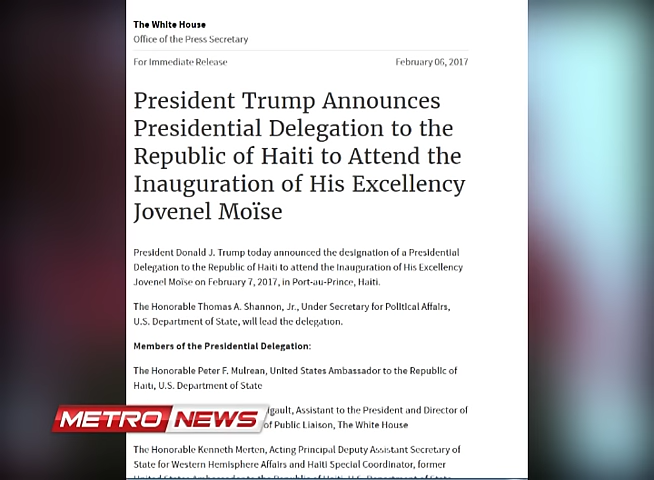 The White House
Office of the Press Secretary
For Immediate Release February 06, 2017
President Trump Announces
Presidential Delegation to the
Republic of Haiti to Attend the
Inauguration of His Excellency
Jovenel Moïse
President Donald J. Trump today announced the designation of a Presidential
Delegation to the Republic of Haiti to attend the Inauguration of His Excellency
Jovenel Moïse on February 7, 2017, in Port-au-Prince, Haiti.
The Honorable Thomas A. Shannon, Jr., Under Secretary for Political Affairs,
U.S. Department of State, will lead the delegation.
Members of the Presidential Delegation:
The Honorable Peter F. Mulrean, United States Ambassador to the Republic of
Haiti, U.S. Department of State
igault, Assistant to the President and Director of
of Public Liaison, The White House
METRO NEWS
The Honorable Kenneth Merten, Acting Principal Deputy Assistant Secretary of
State for Western Hemisphere Affairs and Haiti Special Coordinator, former